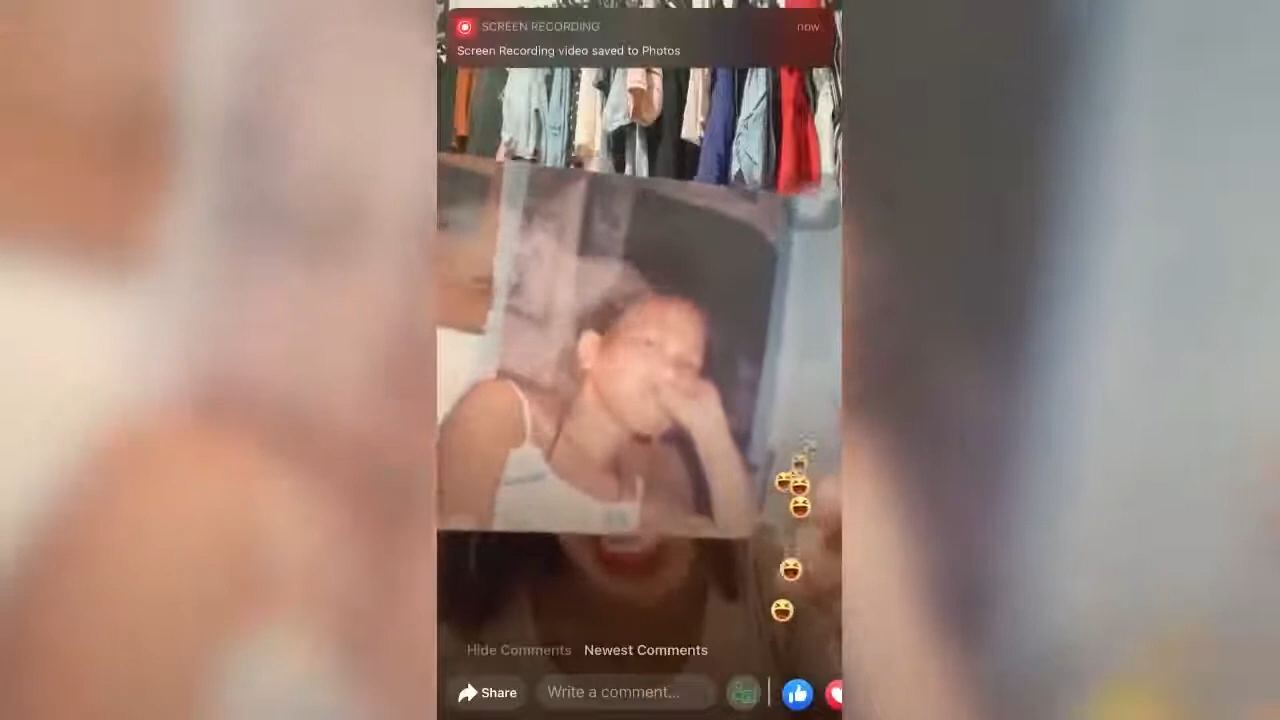 SCREEN RECORDING
now
Screen Recording video saved to Photos
Hide Comments Newest Comments
Share
Write a comment...